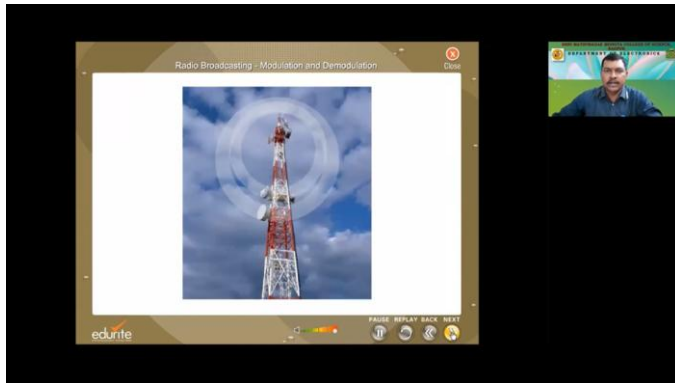 Radio Broadcasting - Modulation and Demodulation
Close
DEPARTMENT OF ELECTRONICS
PAUSE REPLAY BACK NEXT
edurite